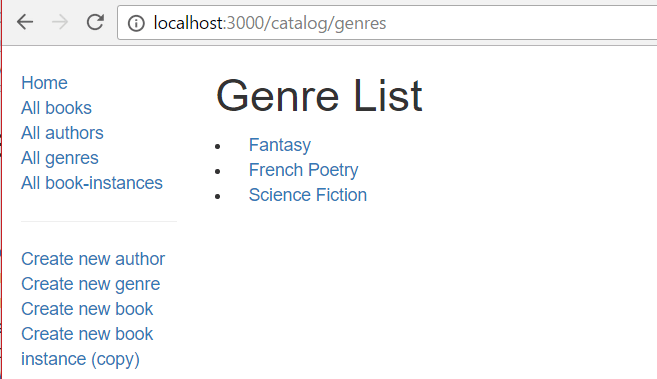 localhost:3000/catalog/genres
Home
All books
All authors
All genres
All book-instances
Create new author
Create new genre
Create new book
Create new book
instance (copy)
Genre List
Fantasy
French Poetry
Science Fiction